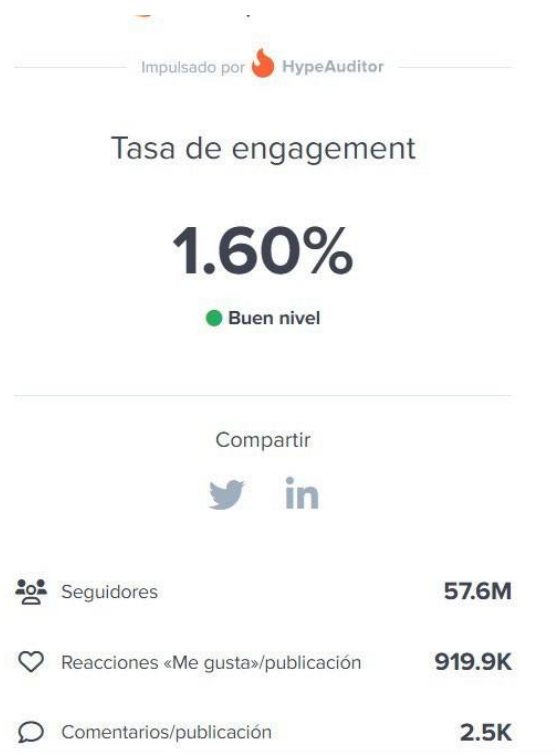 Impulsado por HypeAuditor
Tasa de engagement
1.60%
Buen nivel
Compartir
in
Seguidores 57.6M
Reacciones «Me gusta»/publicación 919.9K
Comentarios/publicación 2.5K